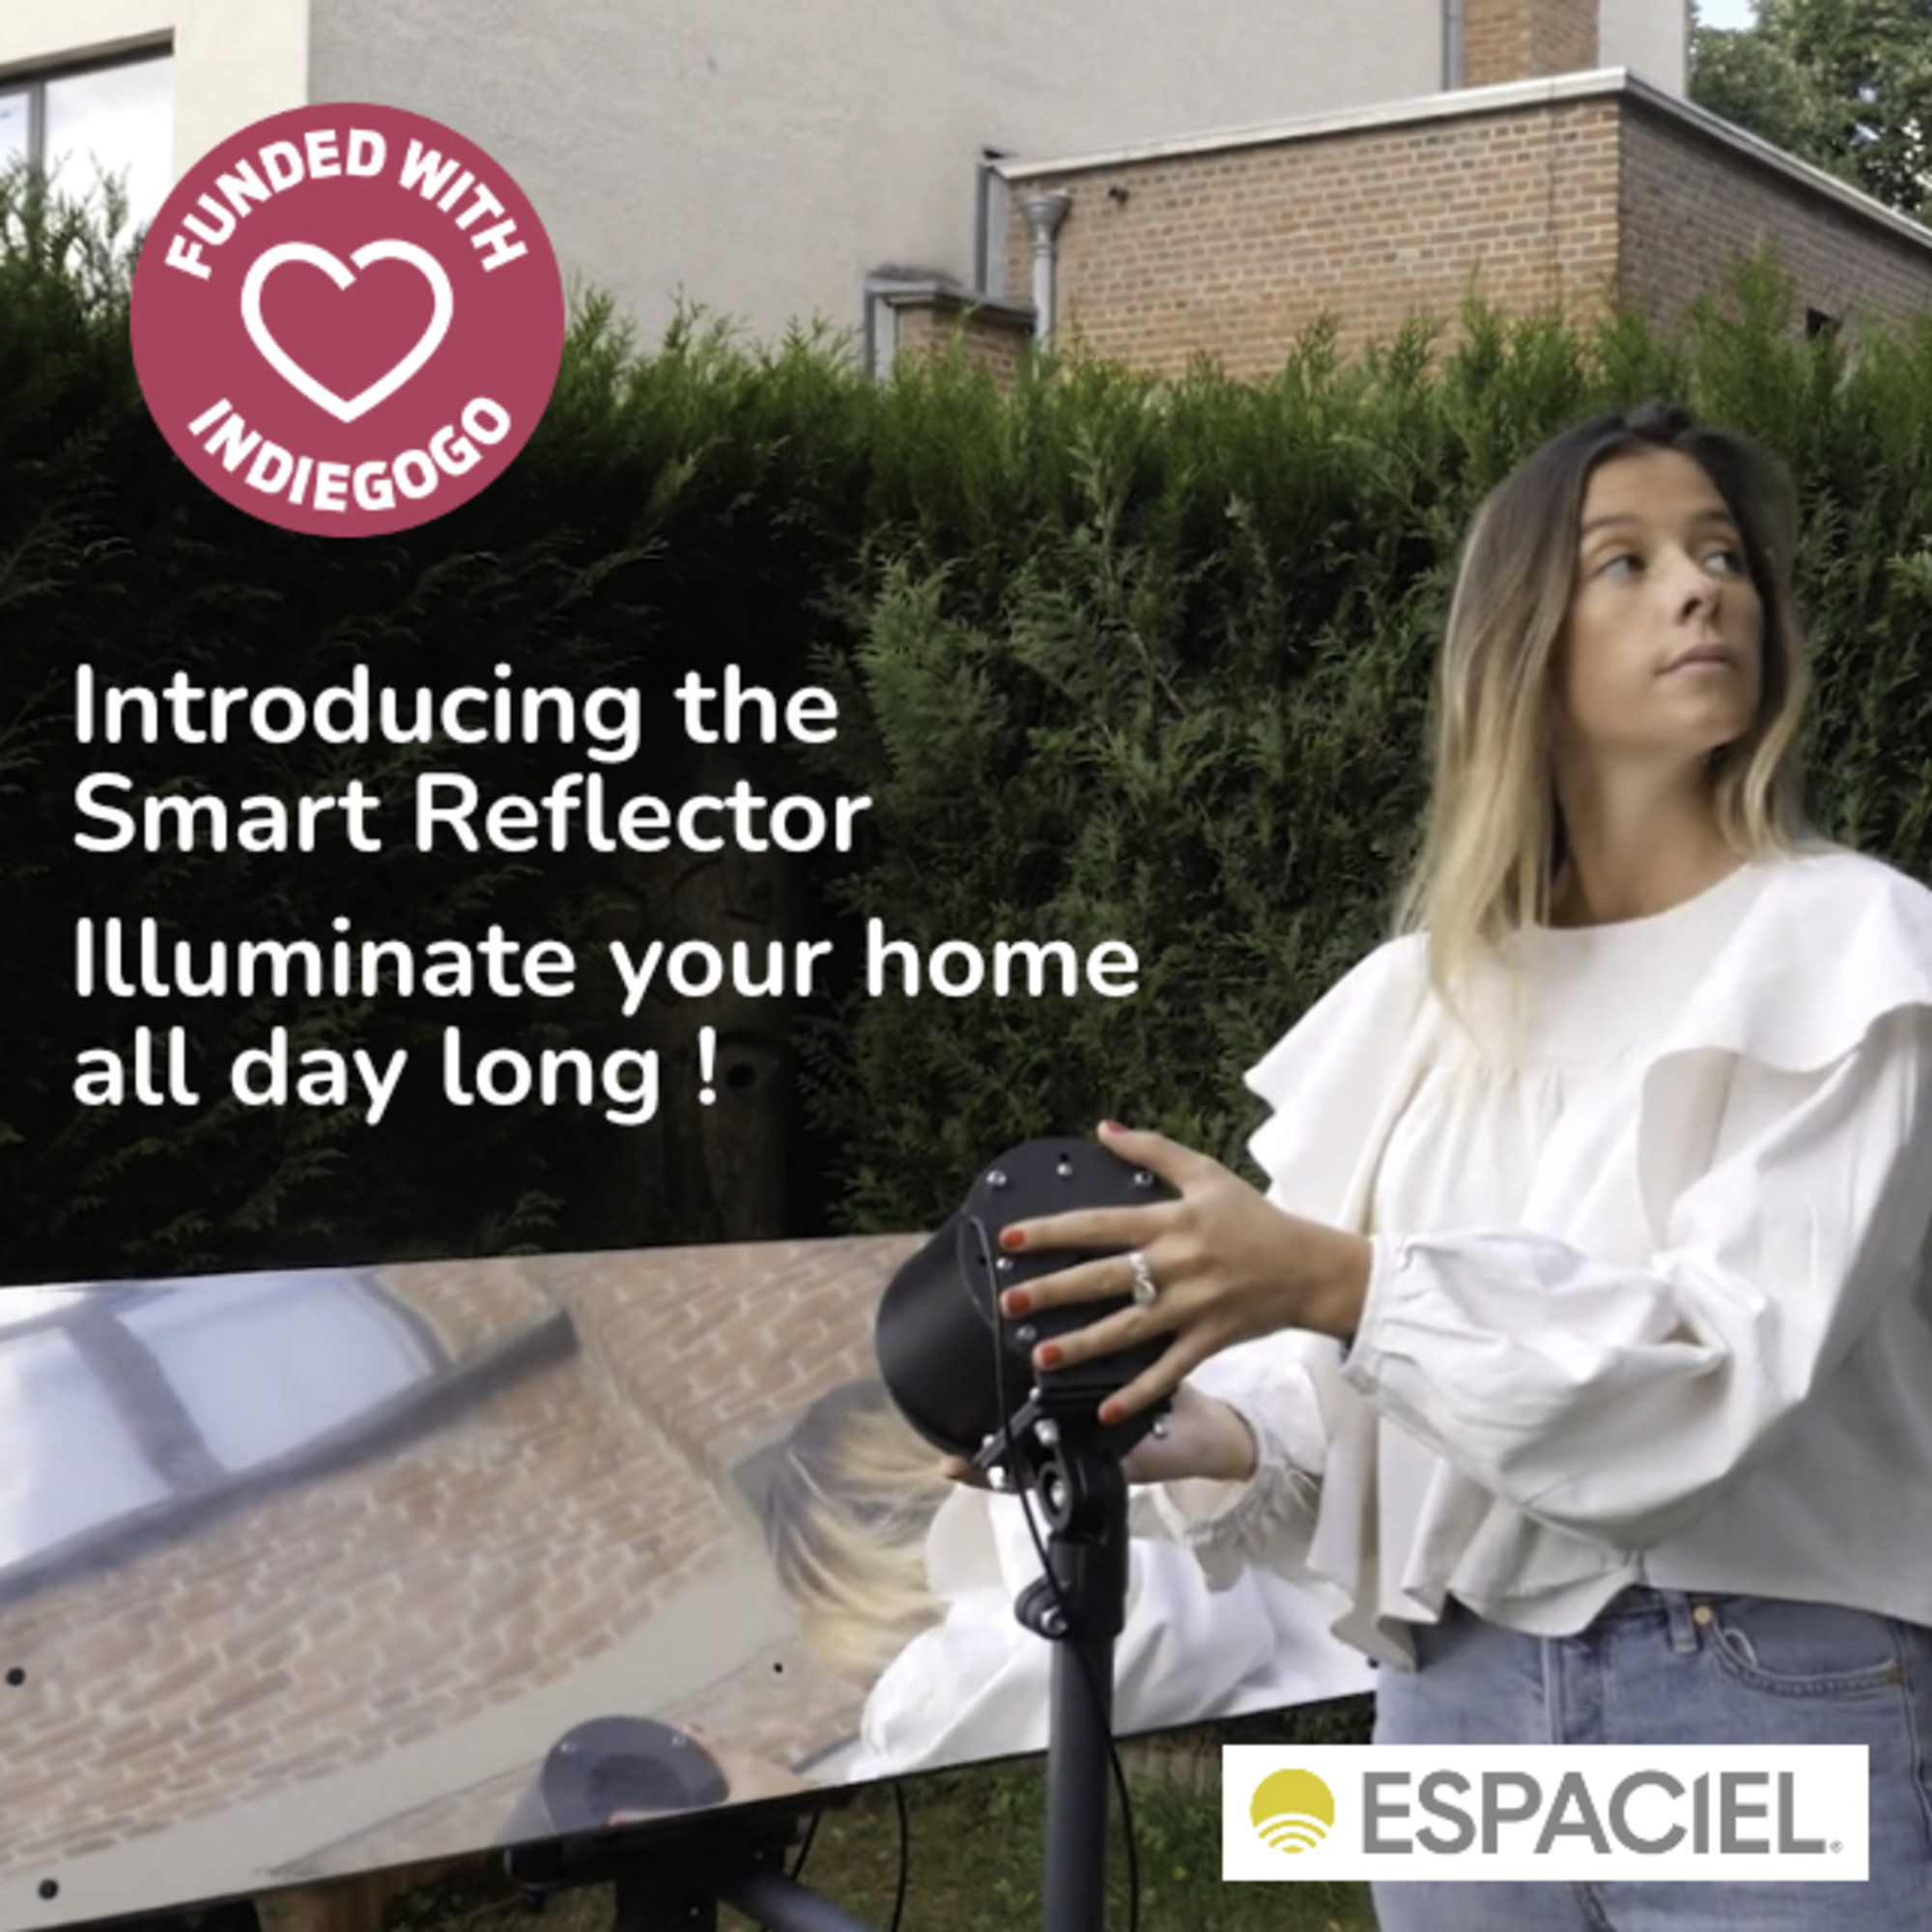 FUNDED WITH
INDIEGOGO
Introducing the
Smart Reflector
Illuminate your home
all day long !
ESPACIEL®